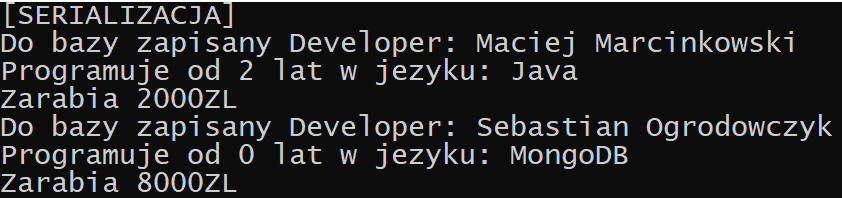 [SERIALIZACJA]
Do bazy zapisany Developer: Maciej Marcinkowski
Programuje od 2 lat w jezyku: Java
Zarabia 2000ZL
Do bazy zapisany Developer: Sebastian Ogrodowczyk
Programuje od 0 lat w jezyku: MongoDB
Zarabia 8000ZL